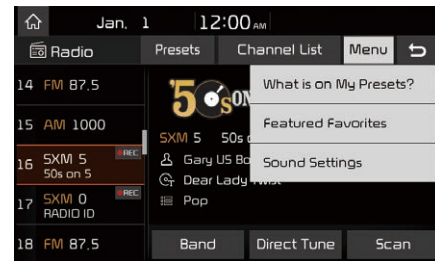 Jan. 1 12:00 AM
Radio Presets Channel List Menu
14 FM 87.5
15 AM 1000
16 SXM 5 REC
50s on 5
17 SXM 0 REC
RADIO ID
18 FM 87.5
'50sON
SXM 5 50s
Gary US Bo
Dear Lady Twist
Pop
What is on My Presets?
Featured Favorites
Sound Settings
Band Direct Tune Scan